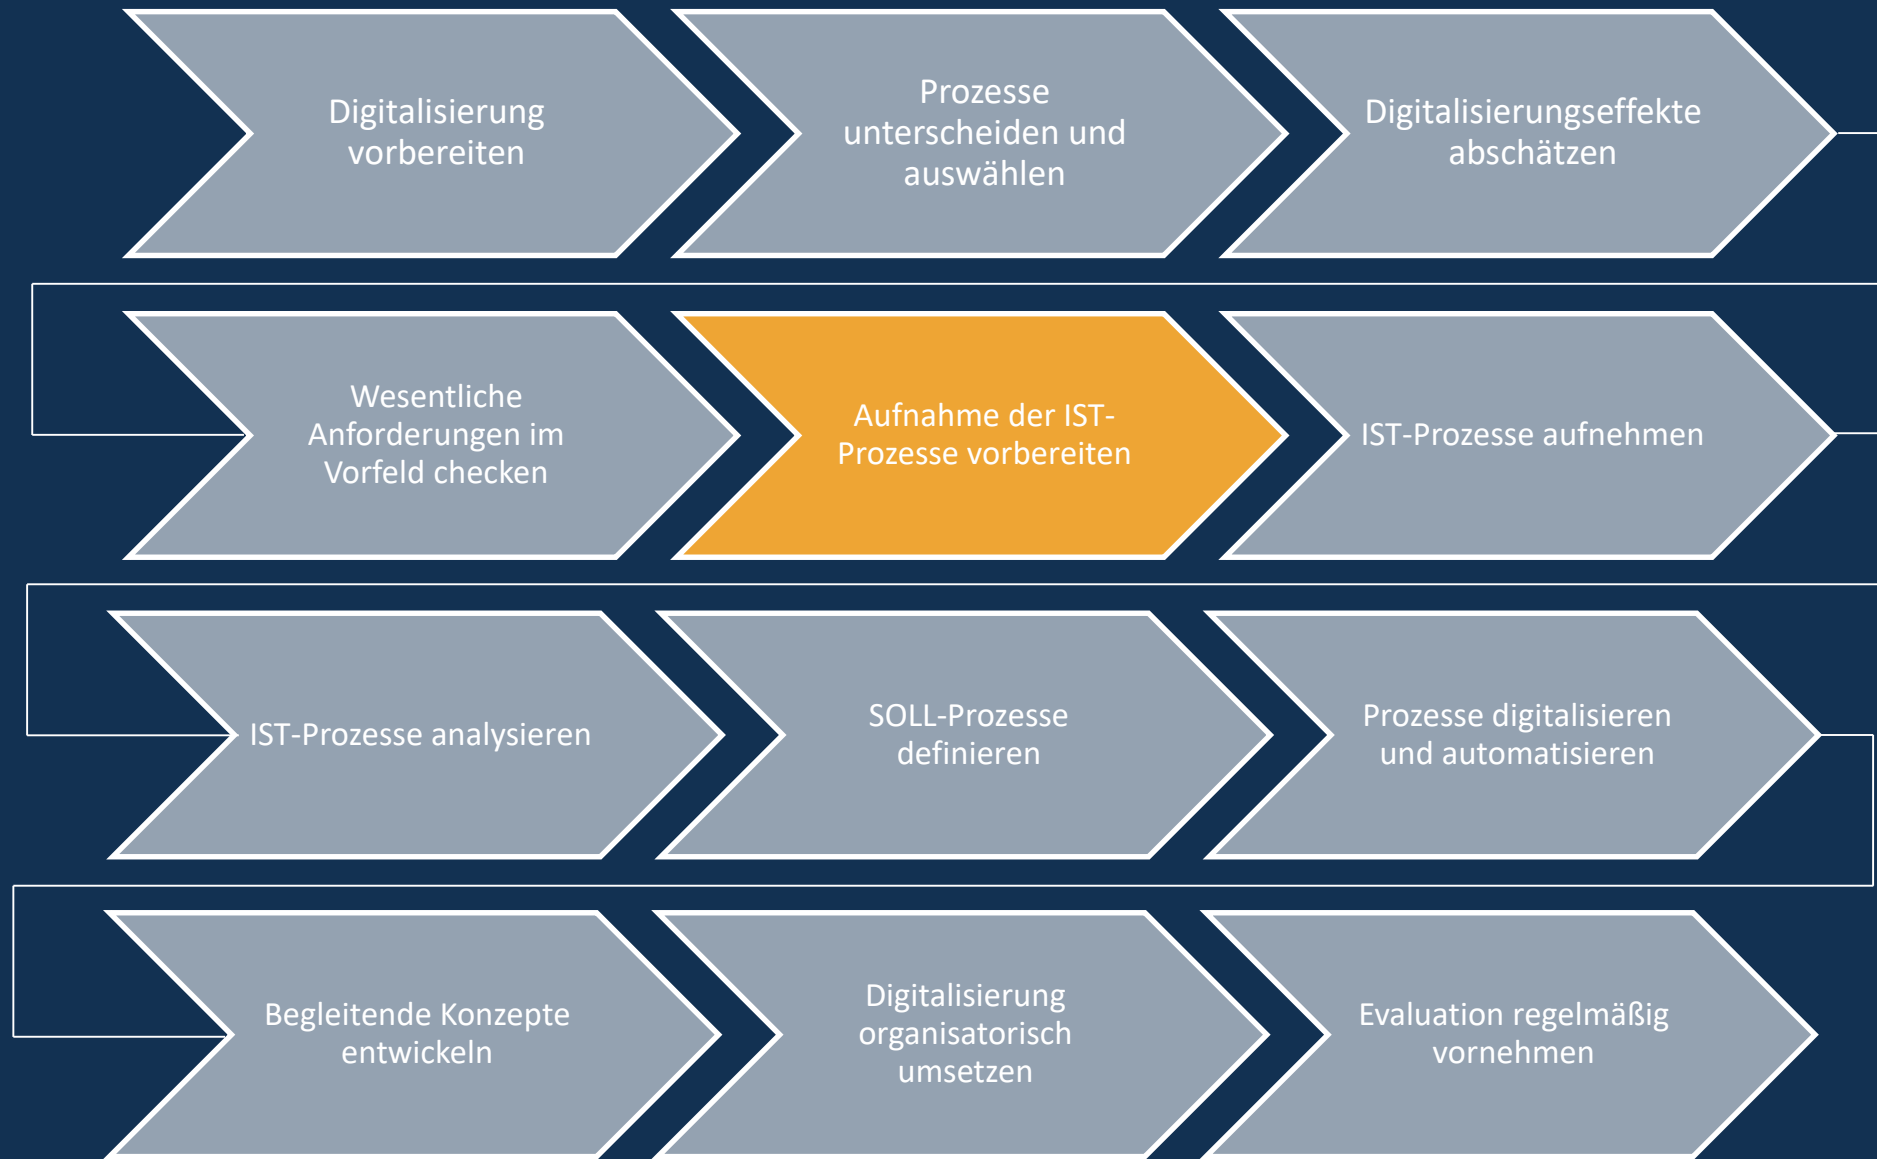 Digitalisierung
vorbereiten
Prozesse
unterscheiden und
auswählen
Digitalisierungseffekte
abschätzen
Wesentliche
Anforderungen im
Vorfeld checken
Aufnahme der IST-
Prozesse vorbereiten
IST-Prozesse aufnehmen
IST-Prozesse analysieren
SOLL-Prozesse
definieren
Prozesse digitalisieren
und automatisieren
Begleitende Konzepte
entwickeln
Digitalisierung
organisatorisch
umsetzen
Evaluation regelmäßig
vornehmen